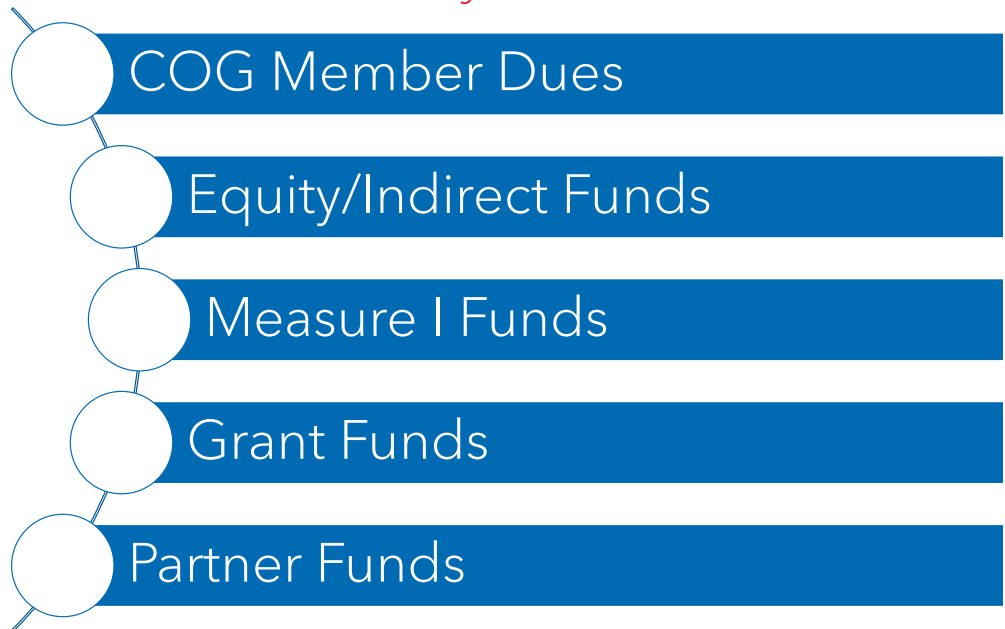 COG Member Dues
Equity/Indirect Funds
Measure I Funds
Grant Funds
Partner Funds